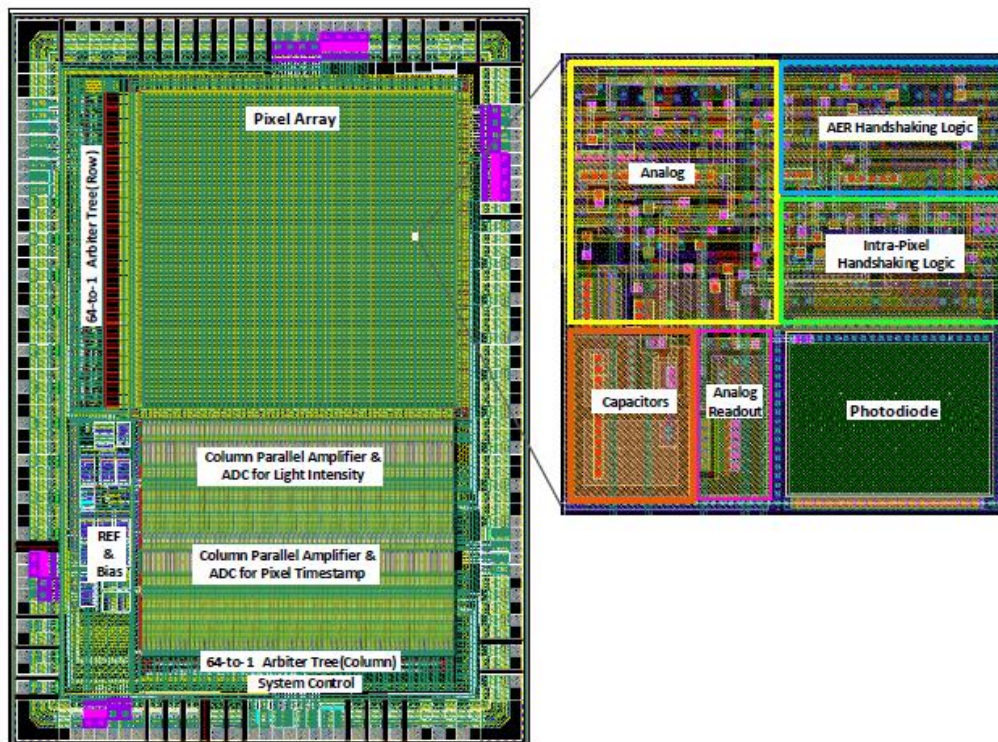 Pixel Array
64-to-1 Arbiter Tree(Row)
Column Parallel Amplifier &
ADC for Light Intensity
REF
&
Bias
Column Parallel Amplifier &
ADC for Pixel Timestamp
64-to-1 Arbiter Tree(Column)
System Control
Analog
AER Handshaking Logic
Intra-Pixel
Handshaking Logic
Capacitors
Analog
Readout
Photodiode